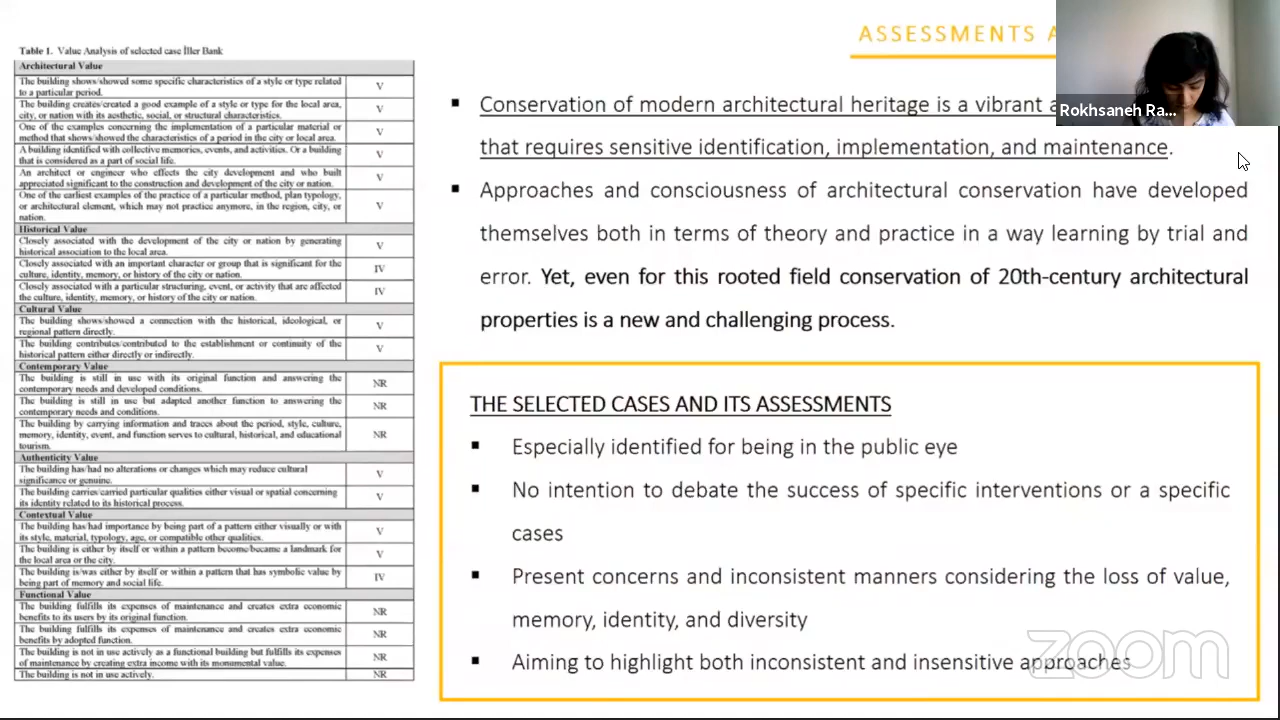 ASSESSMENTS A
Rokhsaneh Ra...
Table 1. Value Analysis of selected case İller Bank
Architectural Value
The building shows/showed some specific characteristics of a style or type related
to a particular period.
V
The building creates/created a good example of a style or type for the local area,
city, or nation with its aesthetic, social, or structural characteristics.
V
One of the examples concerning the implementation of a particular material or
method that shows/showed the characteristics of a period in the city or local area.
V
A building identified with collective memories, events, and activities. Or a building
that is considered as a part of social life.
V
An architect or engineer who effects the city development and who built
appreciated significant to the construction and development of the city or nation.
V
One of the earliest examples of the practice of a particular method, plan typology,
or architectural element, which may not practice anymore, in the region, city, or
nation.
V
Historical Value
Closely associated with the development of the city or nation by generating
historical association to the local area.
V
Closely associated with an important character or group that is significant for the
culture, identity, memory, or history of the city or nation.
IV
Closely associated with a particular structuring, event, or activity that are affected
the culture, identity, memory, or history of the city or nation.
IV
Cultural Value
The building shows/showed a connection with the historical, ideological, or
regional pattern directly.
V
The building contributes/contributed to the establishment or continuity of the
historical pattern either directly or indirectly.
V
Contemporary Value
The building is still in use with its original function and answering the
contemporary needs and developed conditions.
NR
The building is still in use but adapted another function to answering the
contemporary needs and conditions.
NR
The building by carrying information and traces about the period, style, culture,
memory, identity, event, and function serves to cultural, historical, and educational
tourism.
NR
Authenticity Value
The building has/had no alterations or changes which may reduce cultural
significance or genuine.
V
The building carries/carried particular qualities either visual or spatial concerning
its identity related to its historical process.
V
Contextual Value
The building has/had importance by being part of a pattern either visually or with
its style, material, typology, age, or compatible other qualities.
V
The building is either by itself or within a pattern become/became a landmark for
the local area or the city.
V
The building is/was either by itself or within a pattern that has symbolic value by
being part of memory and social life.
IV
Functional Value
The building fulfills its expenses of maintenance and creates extra economic
benefits to its users by its original function.
NR
The building fulfills its expenses of maintenance and creates extra economic
benefits by adopted function.
NR
The building is not in use actively as a functional building but fulfills its expenses
of maintenance by creating extra income with its monumental value.
NR
The building is not in use actively.
NR
▪ Conservation of modern architectural heritage is a vibrant a
that requires sensitive identification, implementation, and maintenance.
▪ Approaches and consciousness of architectural conservation have developed
themselves both in terms of theory and practice in a way learning by trial and
error. Yet, even for this rooted field conservation of 20th-century architectural
properties is a new and challenging process.
THE SELECTED CASES AND ITS ASSESSMENTS
▪ Especially identified for being in the public eye
▪ No intention to debate the success of specific interventions or a specific
cases
▪ Present concerns and inconsistent manners considering the loss of value,
memory, identity, and diversity
▪ Aiming to highlight both inconsistent and insensitive approaches
zoom